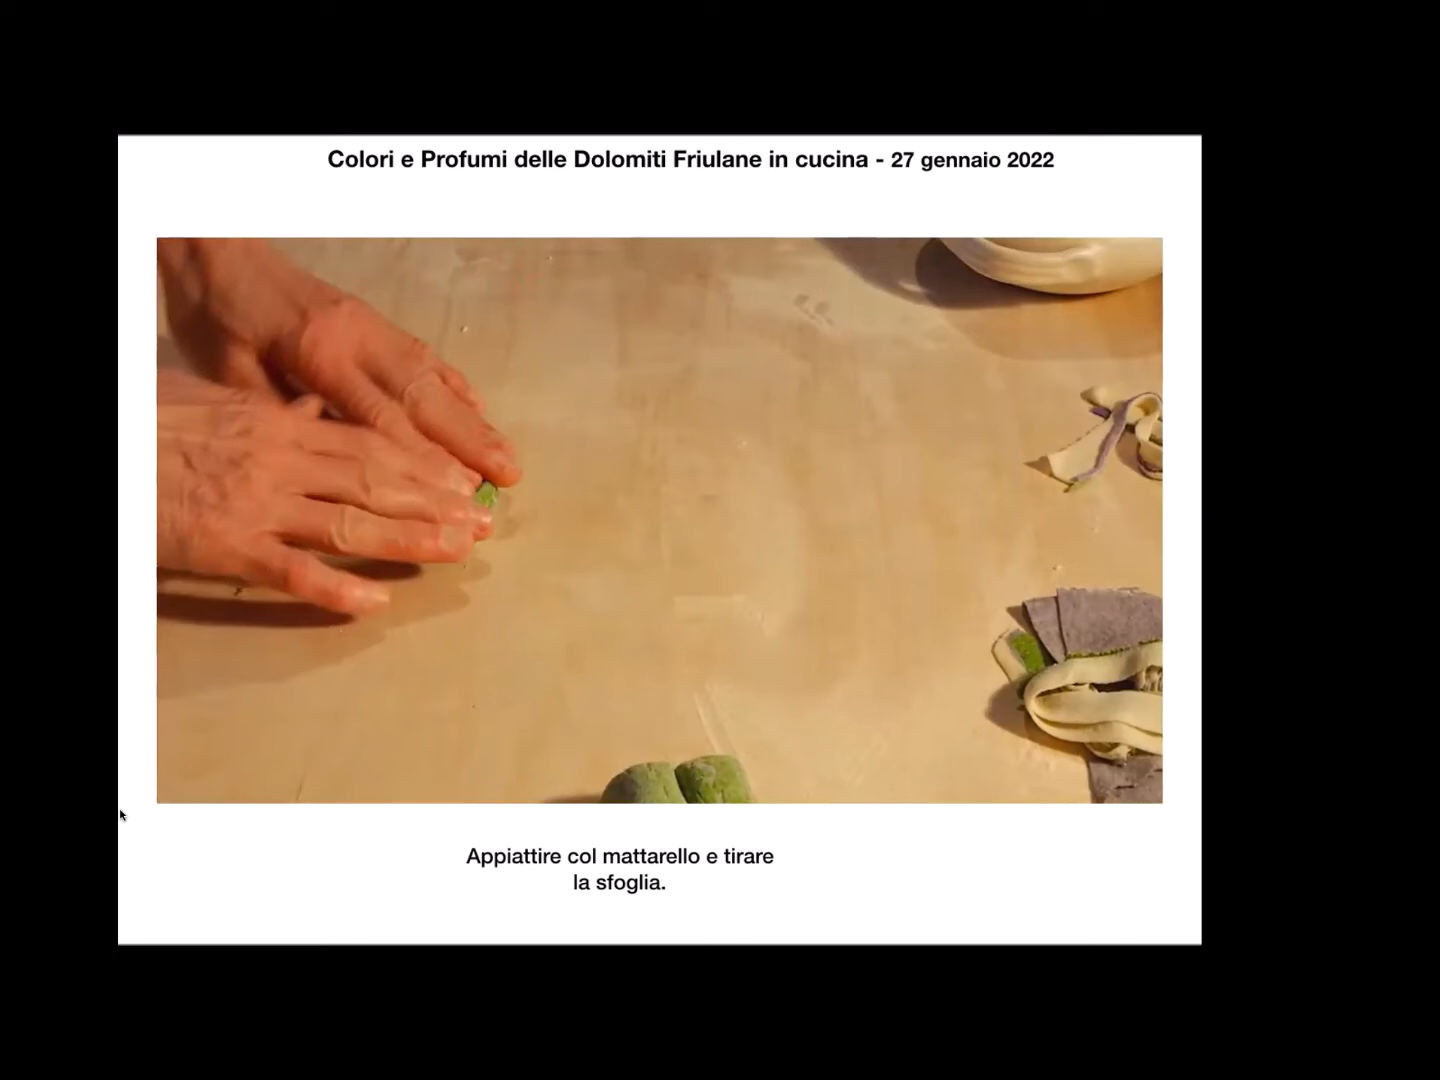 Colori e Profumi delle Dolomiti Friulane in cucina - 27 gennaio 2022
Appiattire col mattarello e tirare
la sfoglia.